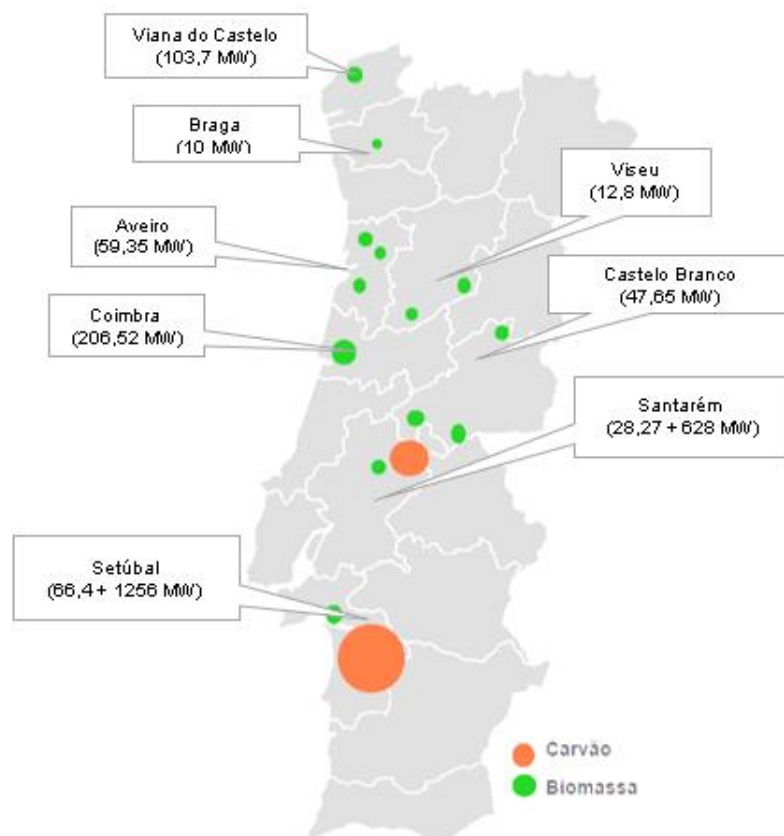 Viana do Castelo
(103,7 MW)
Braga
(10 MW)
Viseu
(12,8 MW)
Aveiro
(59,35 MW)
Castelo Branco
(47,65 MW)
Coimbra
(206,52 MW)
Santarém
(28,27 + 628 MW)
Setúbal
(66,4 + 1256 MW)
Carvão
Biomassa